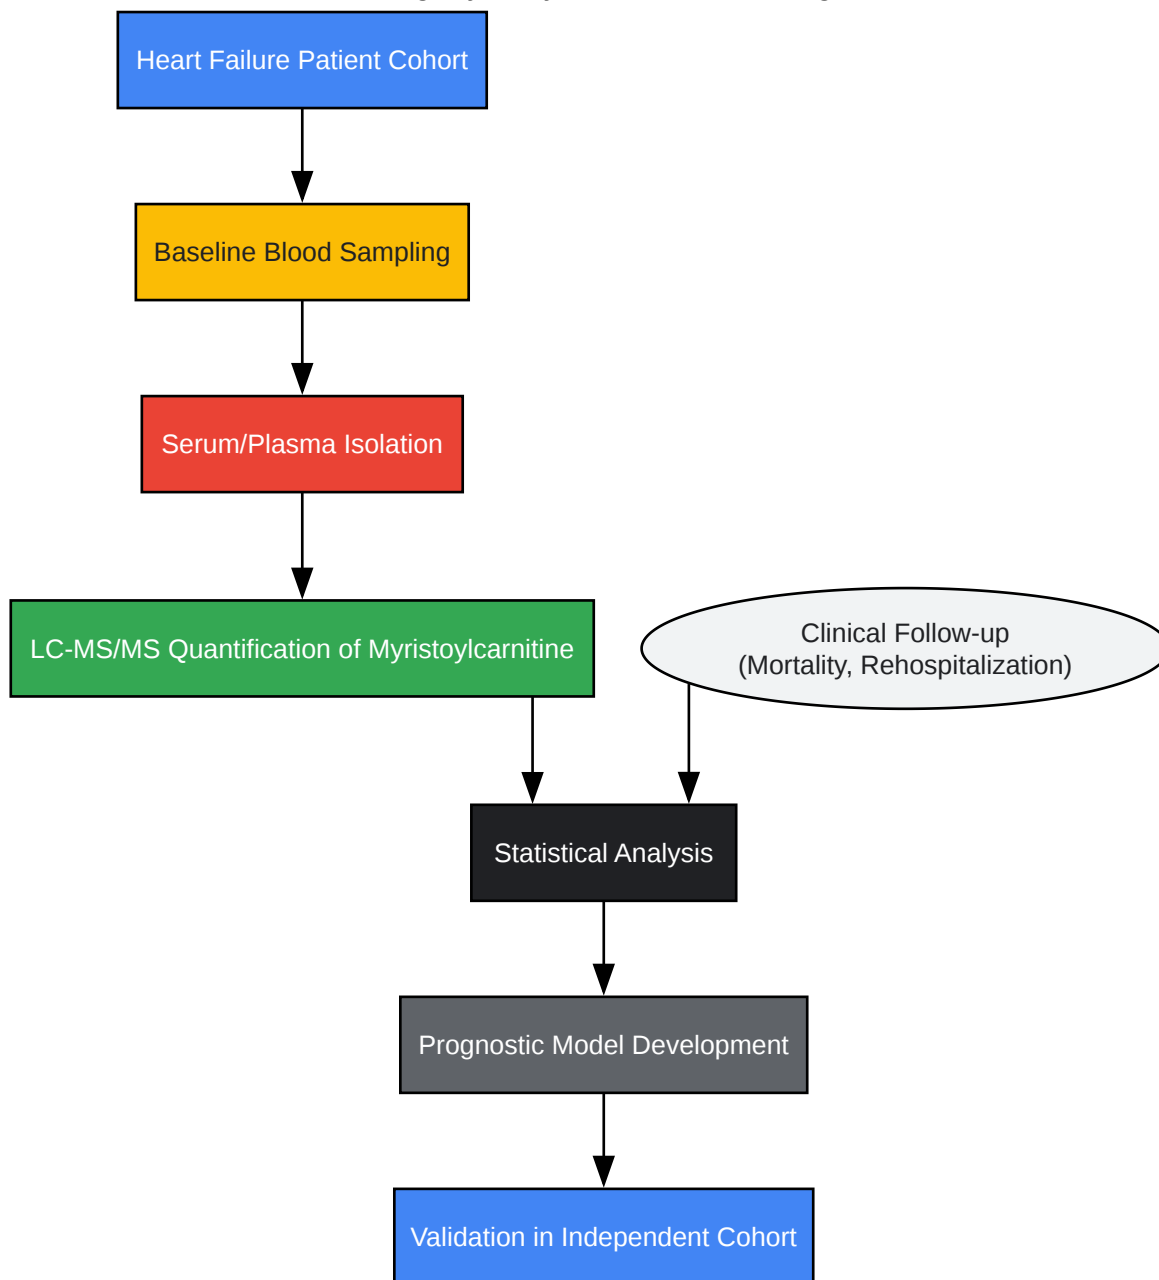 Heart Failure Patient Cohort
Baseline Blood Sampling
Serum/Plasma Isolation
LC-MS/MS Quantification of Myristoylcarnitine
Clinical Follow-up
(Mortality, Rehospitalization)
Statistical Analysis
Prognostic Model Development
Validation in Independent Cohort